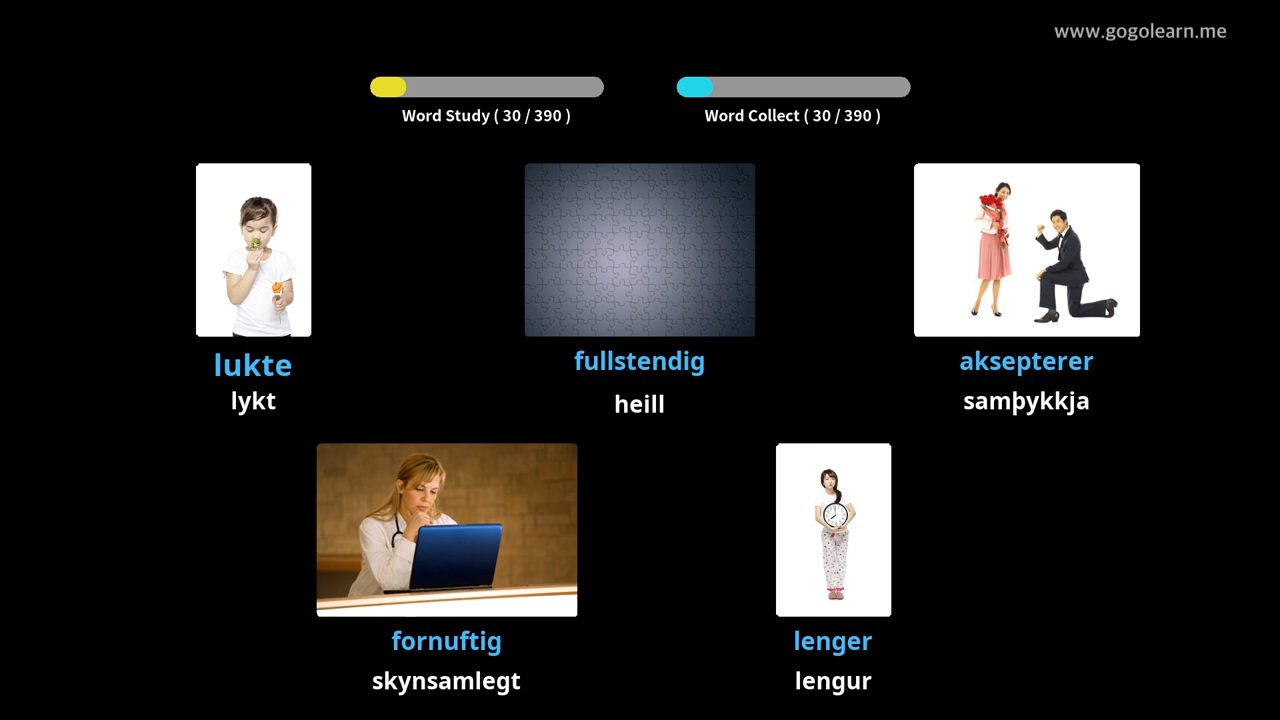 www.gogolearn.me
Word Study ( 30 / 390 )
Word Collect ( 30 / 390 )
lukte
lykt
fullstendig
heill
aksepterer
samþykkja
fornuftig
skynsamlegt
lenger
lengur